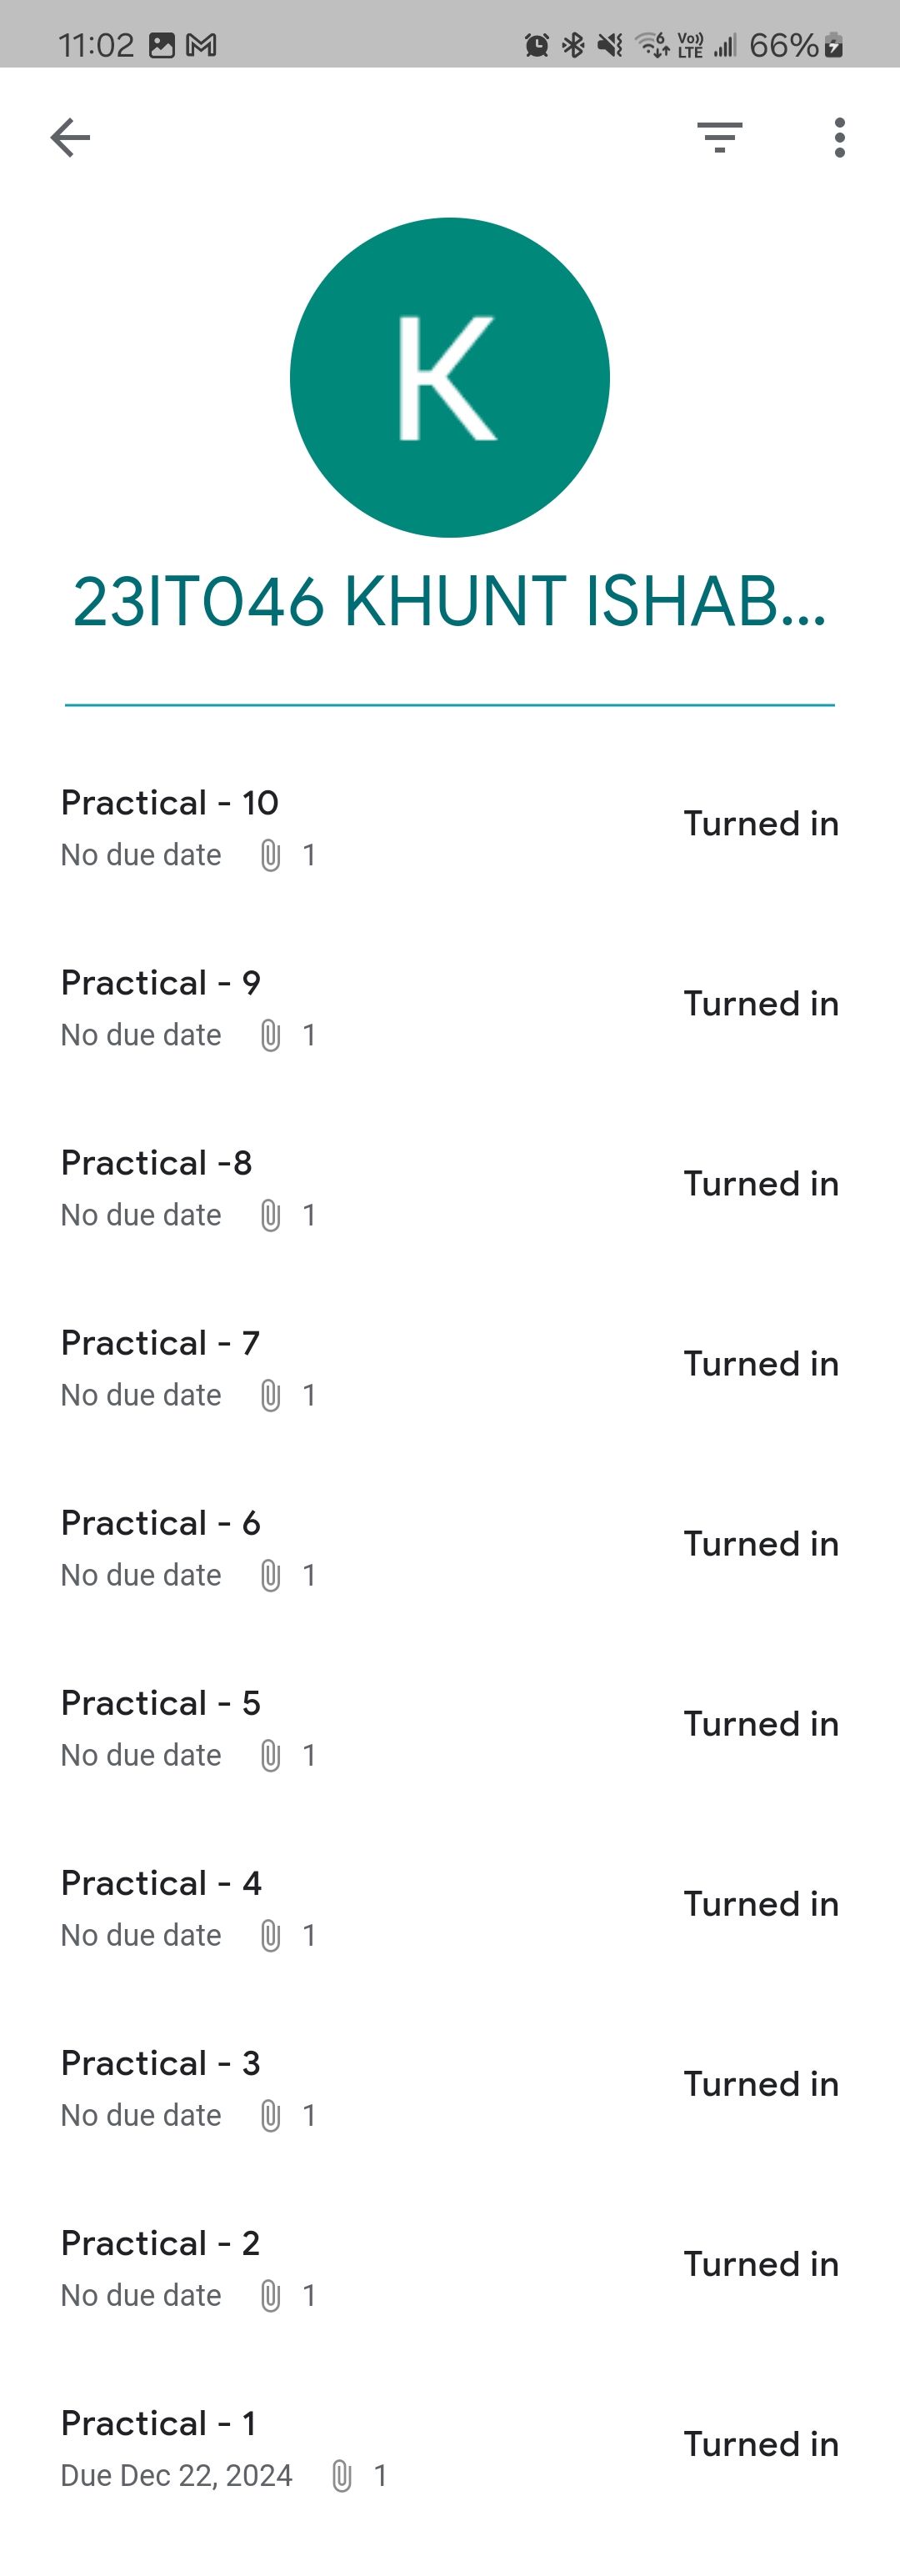 11:02
Vo)) LTE 66%
K
23IT046 KHUNT ISHAB...
Practical - 10
Turned in
No due date 1
Practical - 9
Turned in
No due date 1
Practical -8
Turned in
No due date 1
Practical - 7
Turned in
No due date 1
Practical - 6
Turned in
No due date 1
Practical - 5
Turned in
No due date 1
Practical - 4
Turned in
No due date 1
Practical - 3
Turned in
No due date 1
Practical - 2
Turned in
No due date 1
Practical - 1
Turned in
Due Dec 22, 2024 1